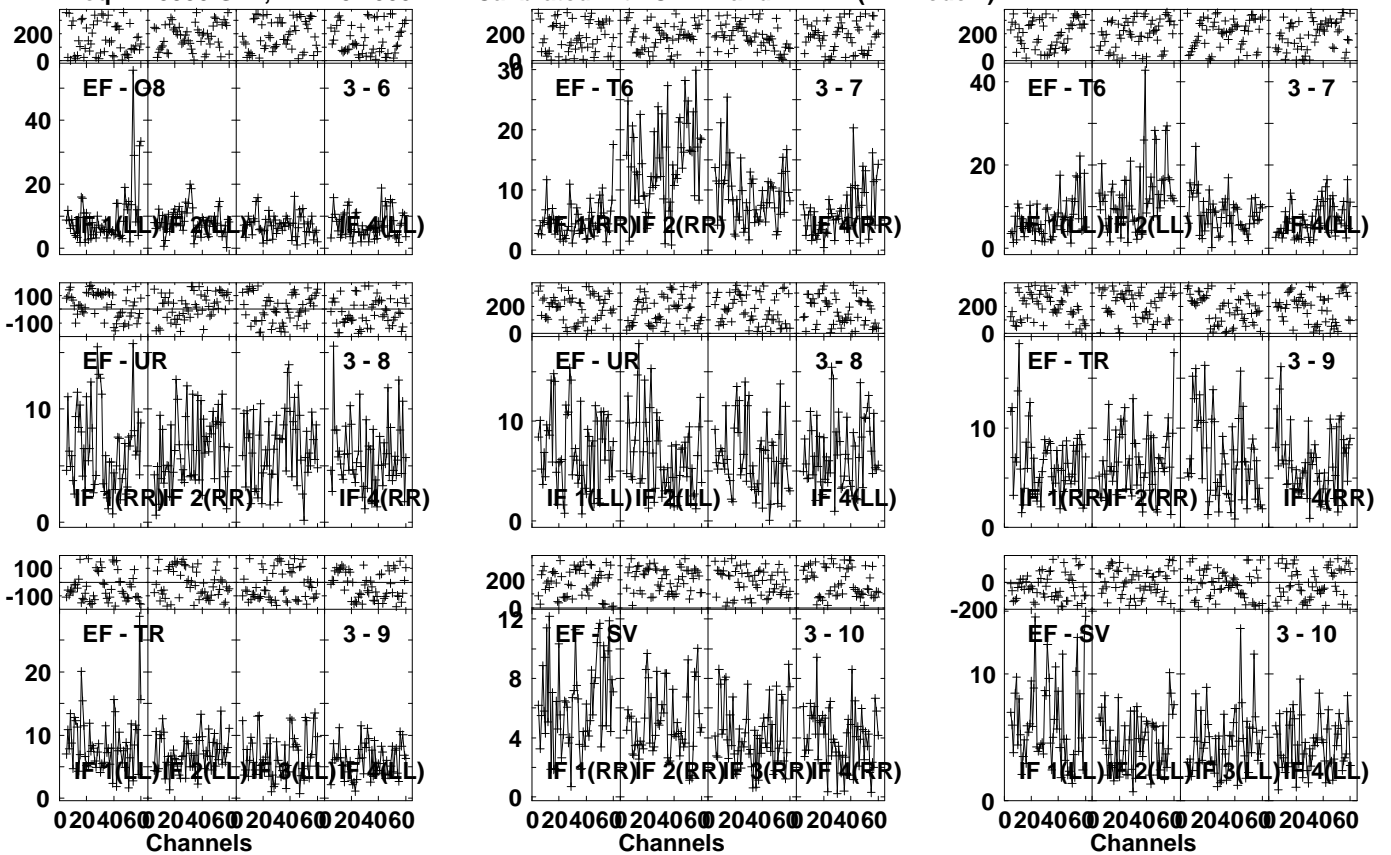 200
0
200
0
200
0
EF - O8
3 - 6
EF - T6
3 - 7
EF - T6
3 - 7
40
20
0
30
20
10
0
40
20
0
IF 1(LL)
IF 2(LL)
IF 4(LL)
IF 1(RR)
IF 2(RR)
IF 4(RR)
IF 1(LL)
IF 2(LL)
IF 4(LL)
100
-100
200
0
200
0
EF - UR
3 - 8
EF - UR
3 - 8
EF - TR
3 - 9
10
0
10
0
10
0
IF 1(RR)
IF 2(RR)
IF 4(RR)
IF 1(LL)
IF 2(LL)
IF 4(LL)
IF 1(RR)
IF 2(RR)
IF 4(RR)
100
-100
200
0
0
-200
EF - TR
3 - 9
EF - SV
3 - 10
EF - SV
3 - 10
20
10
0
12
8
4
0
10
0
IF 1(LL)
IF 2(LL)
IF 3(LL)
IF 4(LL)
IF 1(RR)
IF 2(RR)
IF 3(RR)
IF 4(RR)
IF 1(LL)
IF 2(LL)
IF 3(LL)
IF 4(LL)
0 20 40 60 0 20 40 60 0 20 40 60 0 20 40 60
0 20 40 60 0 20 40 60 0 20 40 60 0 20 40 60
0 20 40 60 0 20 40 60 0 20 40 60 0 20 40 60
Channels
Channels
Channels